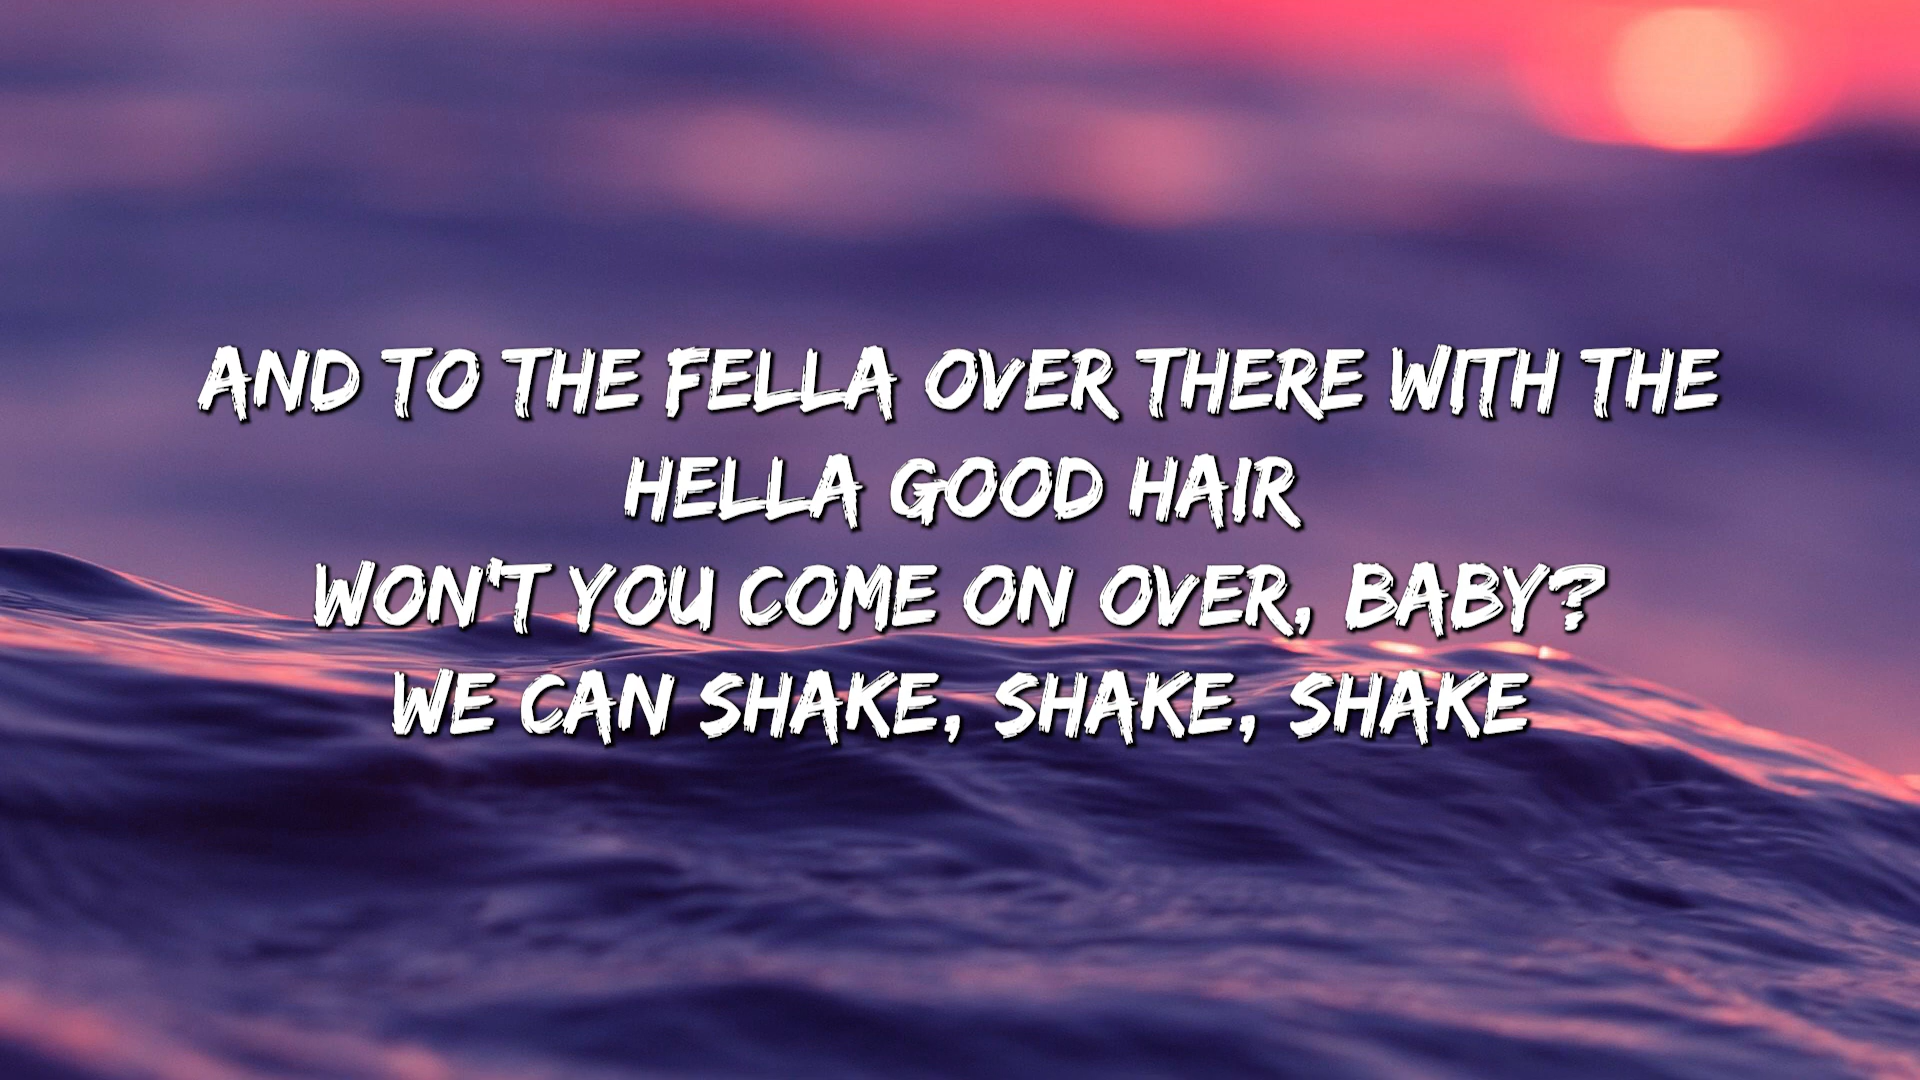 AND TO THE FELLA OVER THERE WITH THE
HELLA GOOD HAIR
WON'T YOU COME ON OVER, BABY?
WE CAN SHAKE, SHAKE, SHAKE